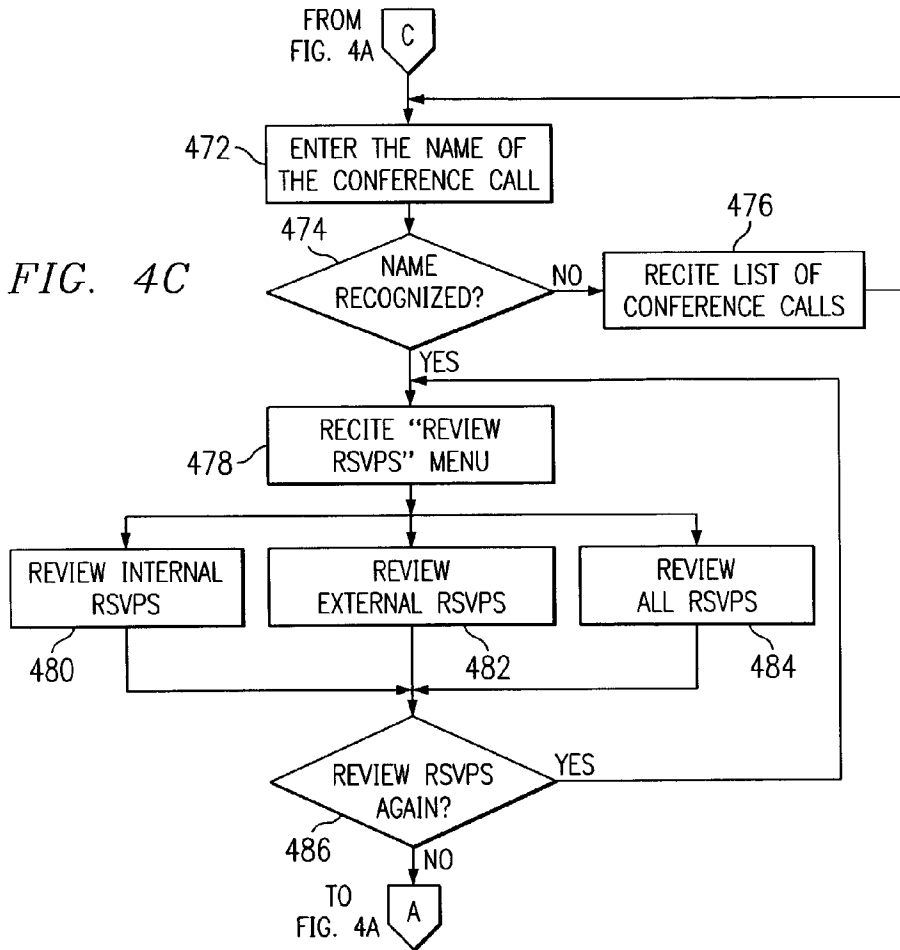 FROM
FIG. 4A
C
472
ENTER THE NAME OF
THE CONFERENCE CALL
474
NAME
RECOGNIZED?
NO
476
RECITE LIST OF
CONFERENCE CALLS
FIG. 4C
YES
478
RECITE "REVIEW
RSVPS" MENU
REVIEW INTERNAL
RSVPS
480
REVIEW
EXTERNAL RSVPS
482
REVIEW
ALL RSVPS
484
REVIEW RSVPS
AGAIN?
YES
486
NO
TO
FIG. 4A
A